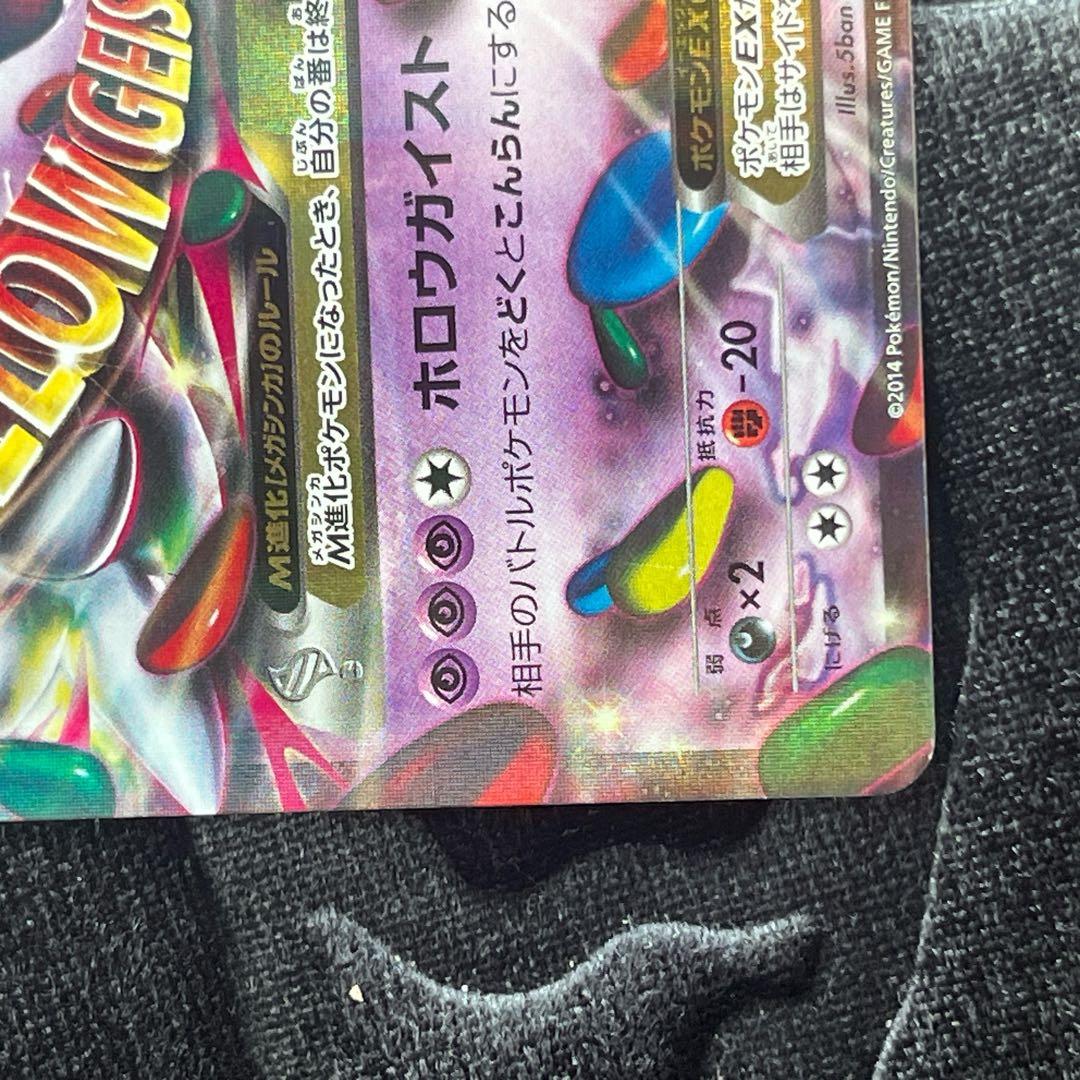 LOWGEIS
M進化[メガシンカ]のルール
M進化ポケモンになったとき、自分の番は終
ホロウガイスト
相手のバトルポケモンをどくとこんらんにする
弱点
×2
抵抗力
-20
にげる
ポケモンEX
ポケモンEXが
相手はサイドを
Illus.5ban
©2014 Pokémon/Nintendo/Creatures/GAME F